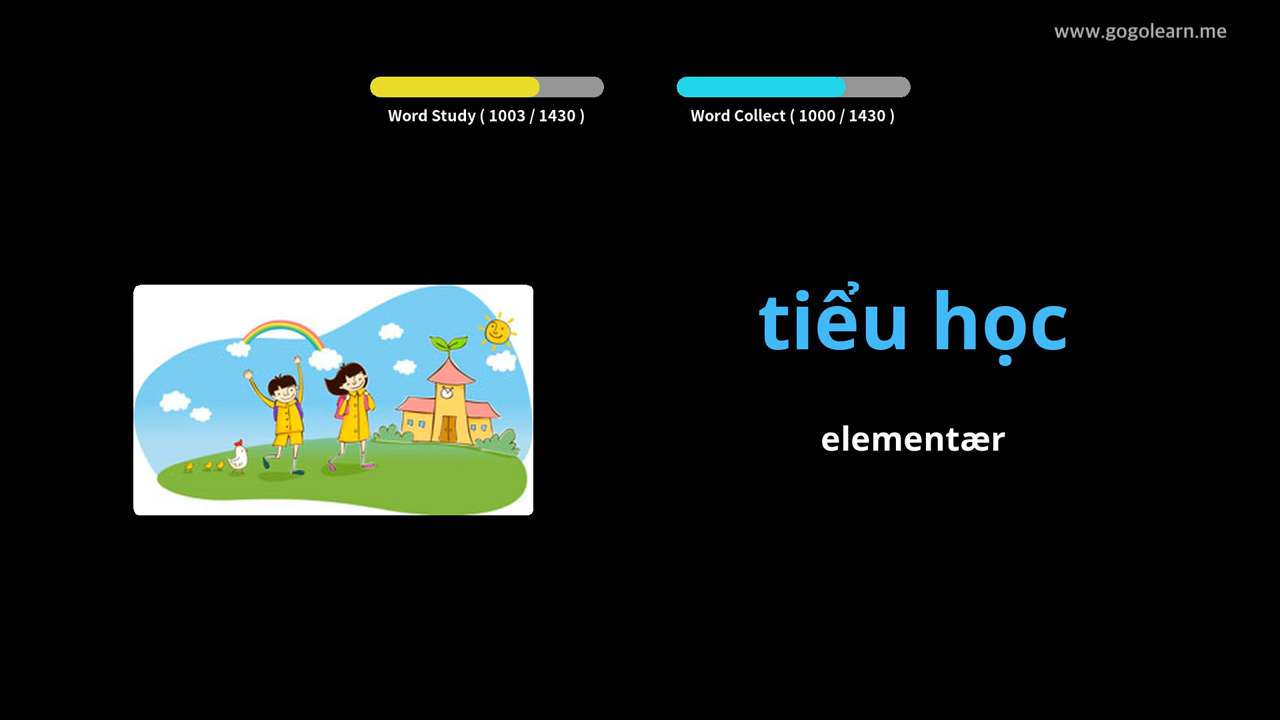 www.gogolearn.me
Word Study ( 1003 / 1430 )
Word Collect ( 1000 / 1430 )
tiểu học
elementær